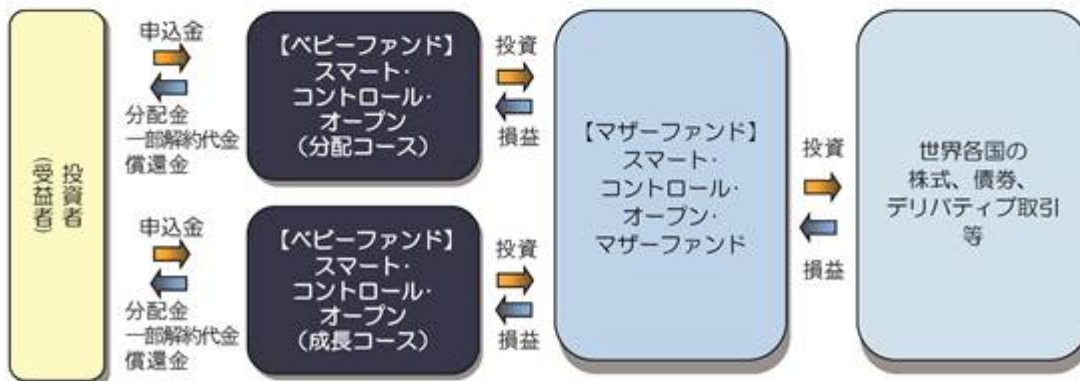 投資者
(受益者)
申込金
分配金
一部解約代金
償還金
【ベビーファンド】
スマート・
コントロール・
オープン
(分配コース)
投資
損益
申込金
分配金
一部解約代金
償還金
【ベビーファンド】
スマート・
コントロール・
オープン
(成長コース)
投資
損益
【マザーファンド】
スマート・
コントロール・
オープン・
マザーファンド
投資
損益
世界各国の
株式、債券、
デリバティブ取引
等